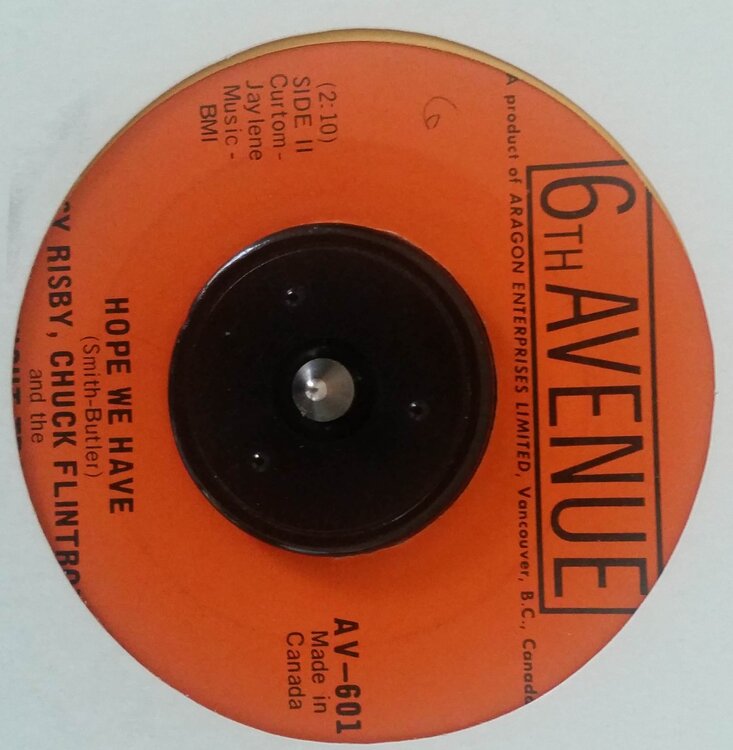 6TH AVENUE
A product of ARAGON ENTERPRISES LIMITED, Vancouver, B.C., Canada
6
(2:10)
SIDE II
Curtom -
Jaylene
Music -
BMI
AV-601
Made in
Canada
HOPE WE HAVE
(Smith-Butler)
RISBY, CHUCK FLINTRO
and the